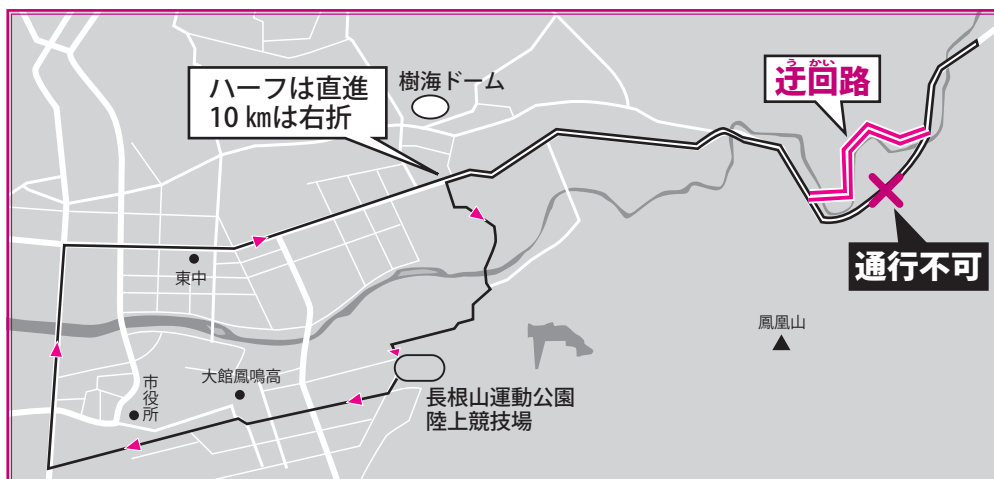 ハーフは直進
10 kmは右折
樹海ドーム
うかい
迂回路
通行不可
東中
鳳凰山
市役所
大館鳳鳴高
長根山運動公園
陸上競技場